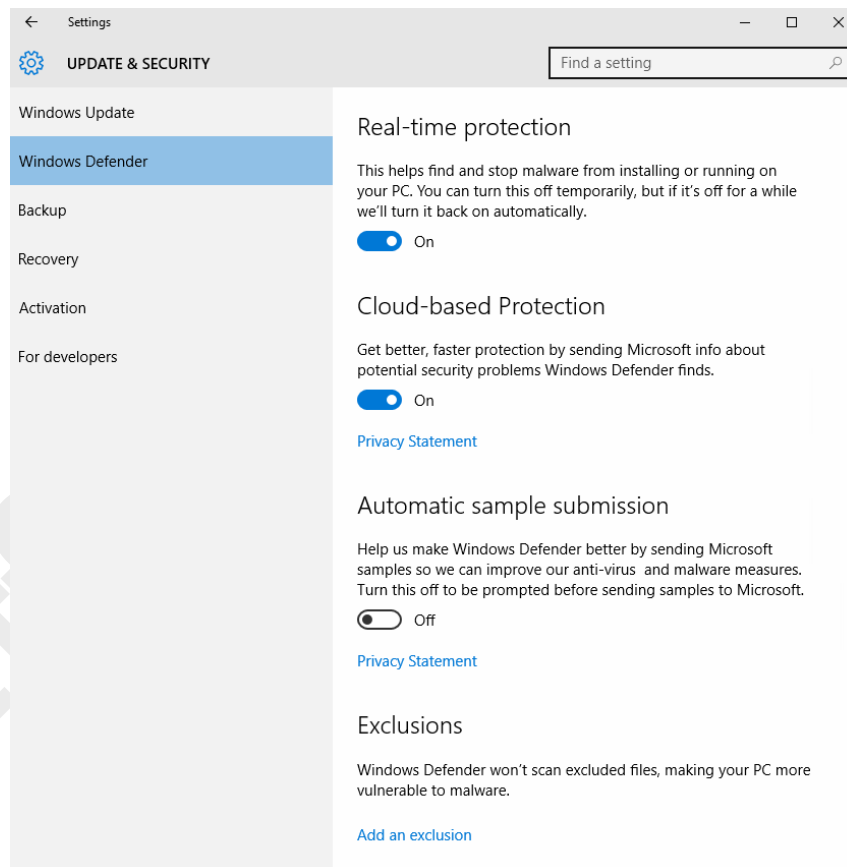 Settings
UPDATE & SECURITY
Find a setting
Windows Update
Windows Defender
Backup
Recovery
Activation
For developers
Real-time protection
This helps find and stop malware from installing or running on
your PC. You can turn this off temporarily, but if it's off for a while
we'll turn it back on automatically.
On
Cloud-based Protection
Get better, faster protection by sending Microsoft info about
potential security problems Windows Defender finds.
On
Privacy Statement
Automatic sample submission
Help us make Windows Defender better by sending Microsoft
samples so we can improve our anti-virus  and malware measures.
Turn this off to be prompted before sending samples to Microsoft.
Off
Privacy Statement
Exclusions
Windows Defender won't scan excluded files, making your PC more
vulnerable to malware.
Add an exclusion